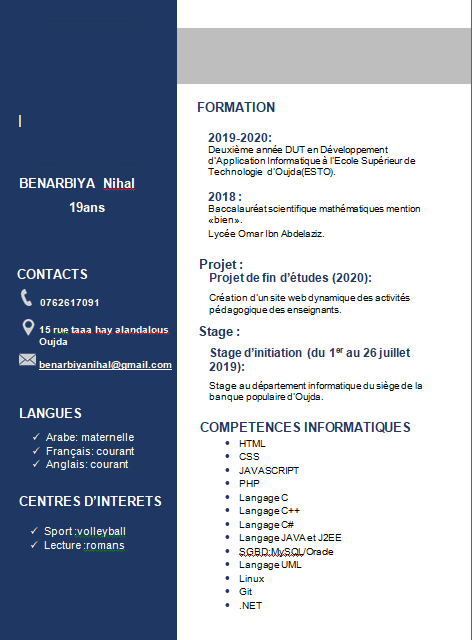 BENARBIYA Nihal
19ans
CONTACTS
0762617091
15 rue taaa hay alandalous
Oujda
benarbiyanihal@gmail.com
LANGUES
Arabe: maternelle
Français: courant
Anglais: courant
CENTRES D'INTERETS
Sport :volleyball
Lecture :romans
FORMATION
2019-2020:
Deuxième année DUT en Développement
d'Application Informatique à l'Ecole Supérieur de
Technologie d'Oujda(ESTO).
2018 :
Baccalauréat scientifique mathématiques mention
«bien».
Lycée Omar Ibn Abdelaziz.
Projet :
Projet de fin d'études (2020):
Création d'un site web dynamique des activités
pédagogique des enseignants.
Stage :
Stage d'initiation (du 1er au 26 juillet
2019):
Stage au département informatique du siège de la
banque populaire d'Oujda.
COMPETENCES INFORMATIQUES
HTML
CSS
JAVASCRIPT
PHP
Langage C
Langage C++
Langage C#
Langage JAVA et J2EE
SGBD:MySQL/Orade
Langage UML
Linux
Git
.NET